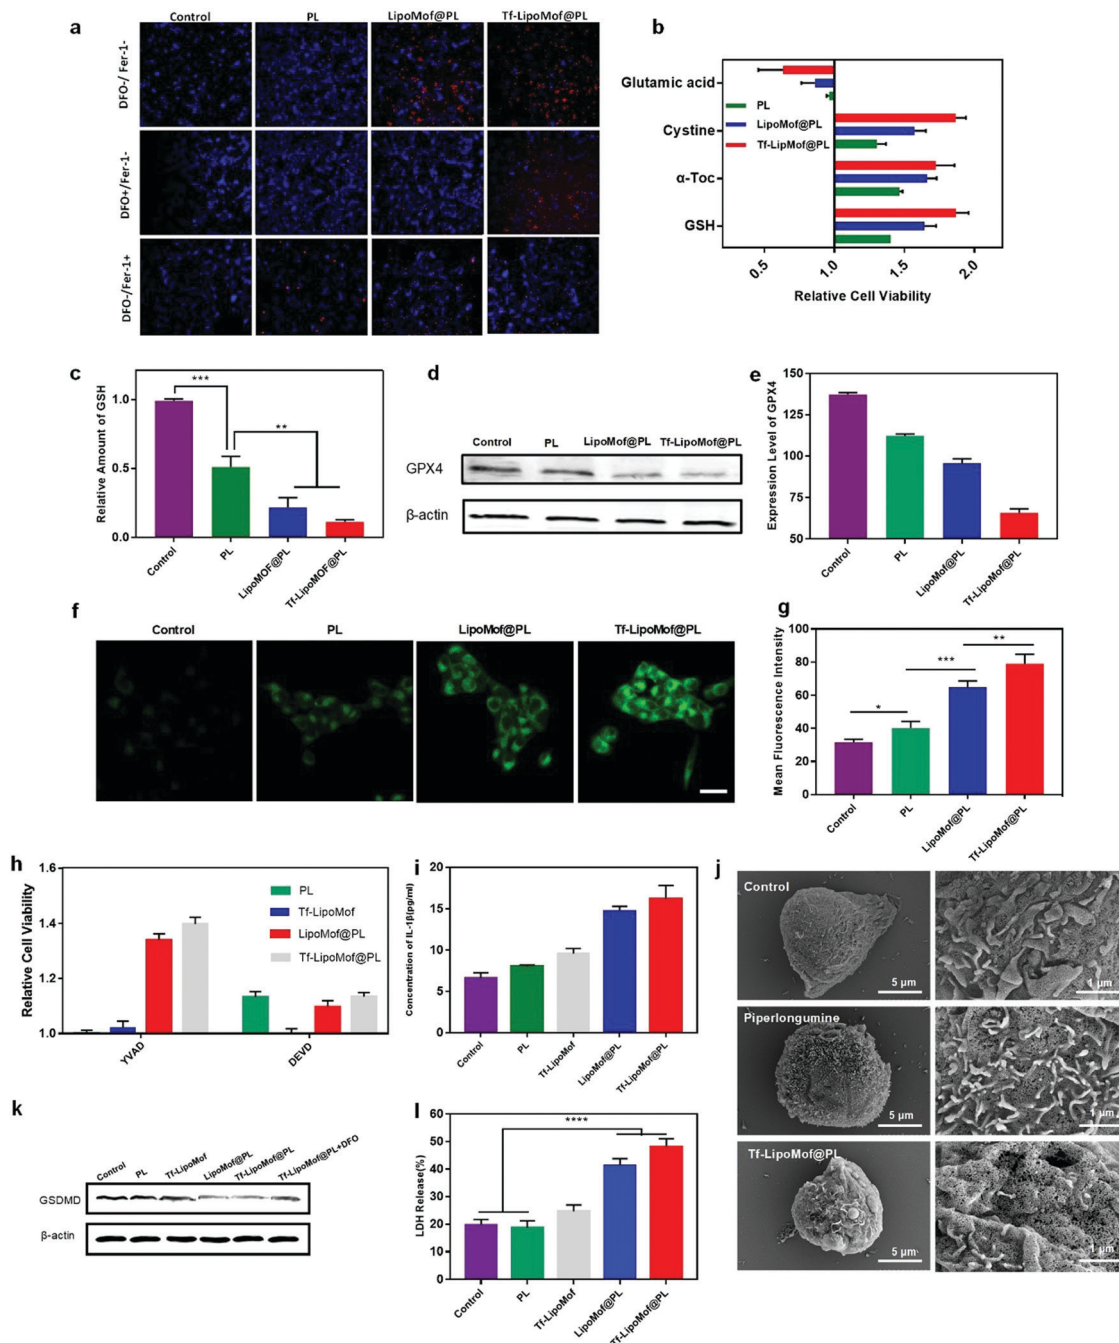 a
Control
PL
LipoMof@PL
Tf-LipoMof@PL
DFO-/ Fer-1-
DFO+/Fer-1-
DFO-/Fer-1+
b
Glutamic acid
Cystine
α-Toc
GSH
PL
LipoMof@PL
Tf-LipMof@PL
0.5
1.0
1.5
2.0
Relative Cell Viability
c
Relative Amount of GSH
1.0
0.5
0.0
***
**
Control
PL
LipoMOF@PL
Tf-LipoMOF@PL
d
Control
PL
LipoMof@PL
Tf-LipoMof@PL
GPX4
β-actin
e
Expression Level of GPX4
150
125
100
75
50
Control
PL
LipoMof@PL
Tf-LipoMof@PL
f
Control
PL
LipoMof@PL
Tf-LipoMof@PL
g
Mean Fluorescence Intensity
100
80
60
40
20
0
*
***
**
Control
PL
LipoMof@PL
Tf-LipoMof@PL
h
Relative Cell Viability
1.6
1.4
1.2
1.0
PL
Tf-LipoMof
LipoMof@PL
Tf-LipoMof@PL
YVAD
DEVD
i
Concentration of IL-1β(pg/ml)
20
15
10
5
0
Control
PL
Tf-LipoMof
LipoMof@PL
Tf-LipoMof@PL
j
Control
5 μm
1 μm
Piperlongumine
5 μm
1 μm
Tf-LipoMof@PL
5 μm
1 μm
k
Control
PL
Tf-LipoMof
LipoMof@PL
Tf-LipoMof@PL
Tf-LipoMof@PL+DFO
GSDMD
β-actin
l
LDH Release(%)
60
50
40
30
20
10
0
****
Control
PL
Tf-LipoMof
LipoMof@PL
Tf-LipoMof@PL